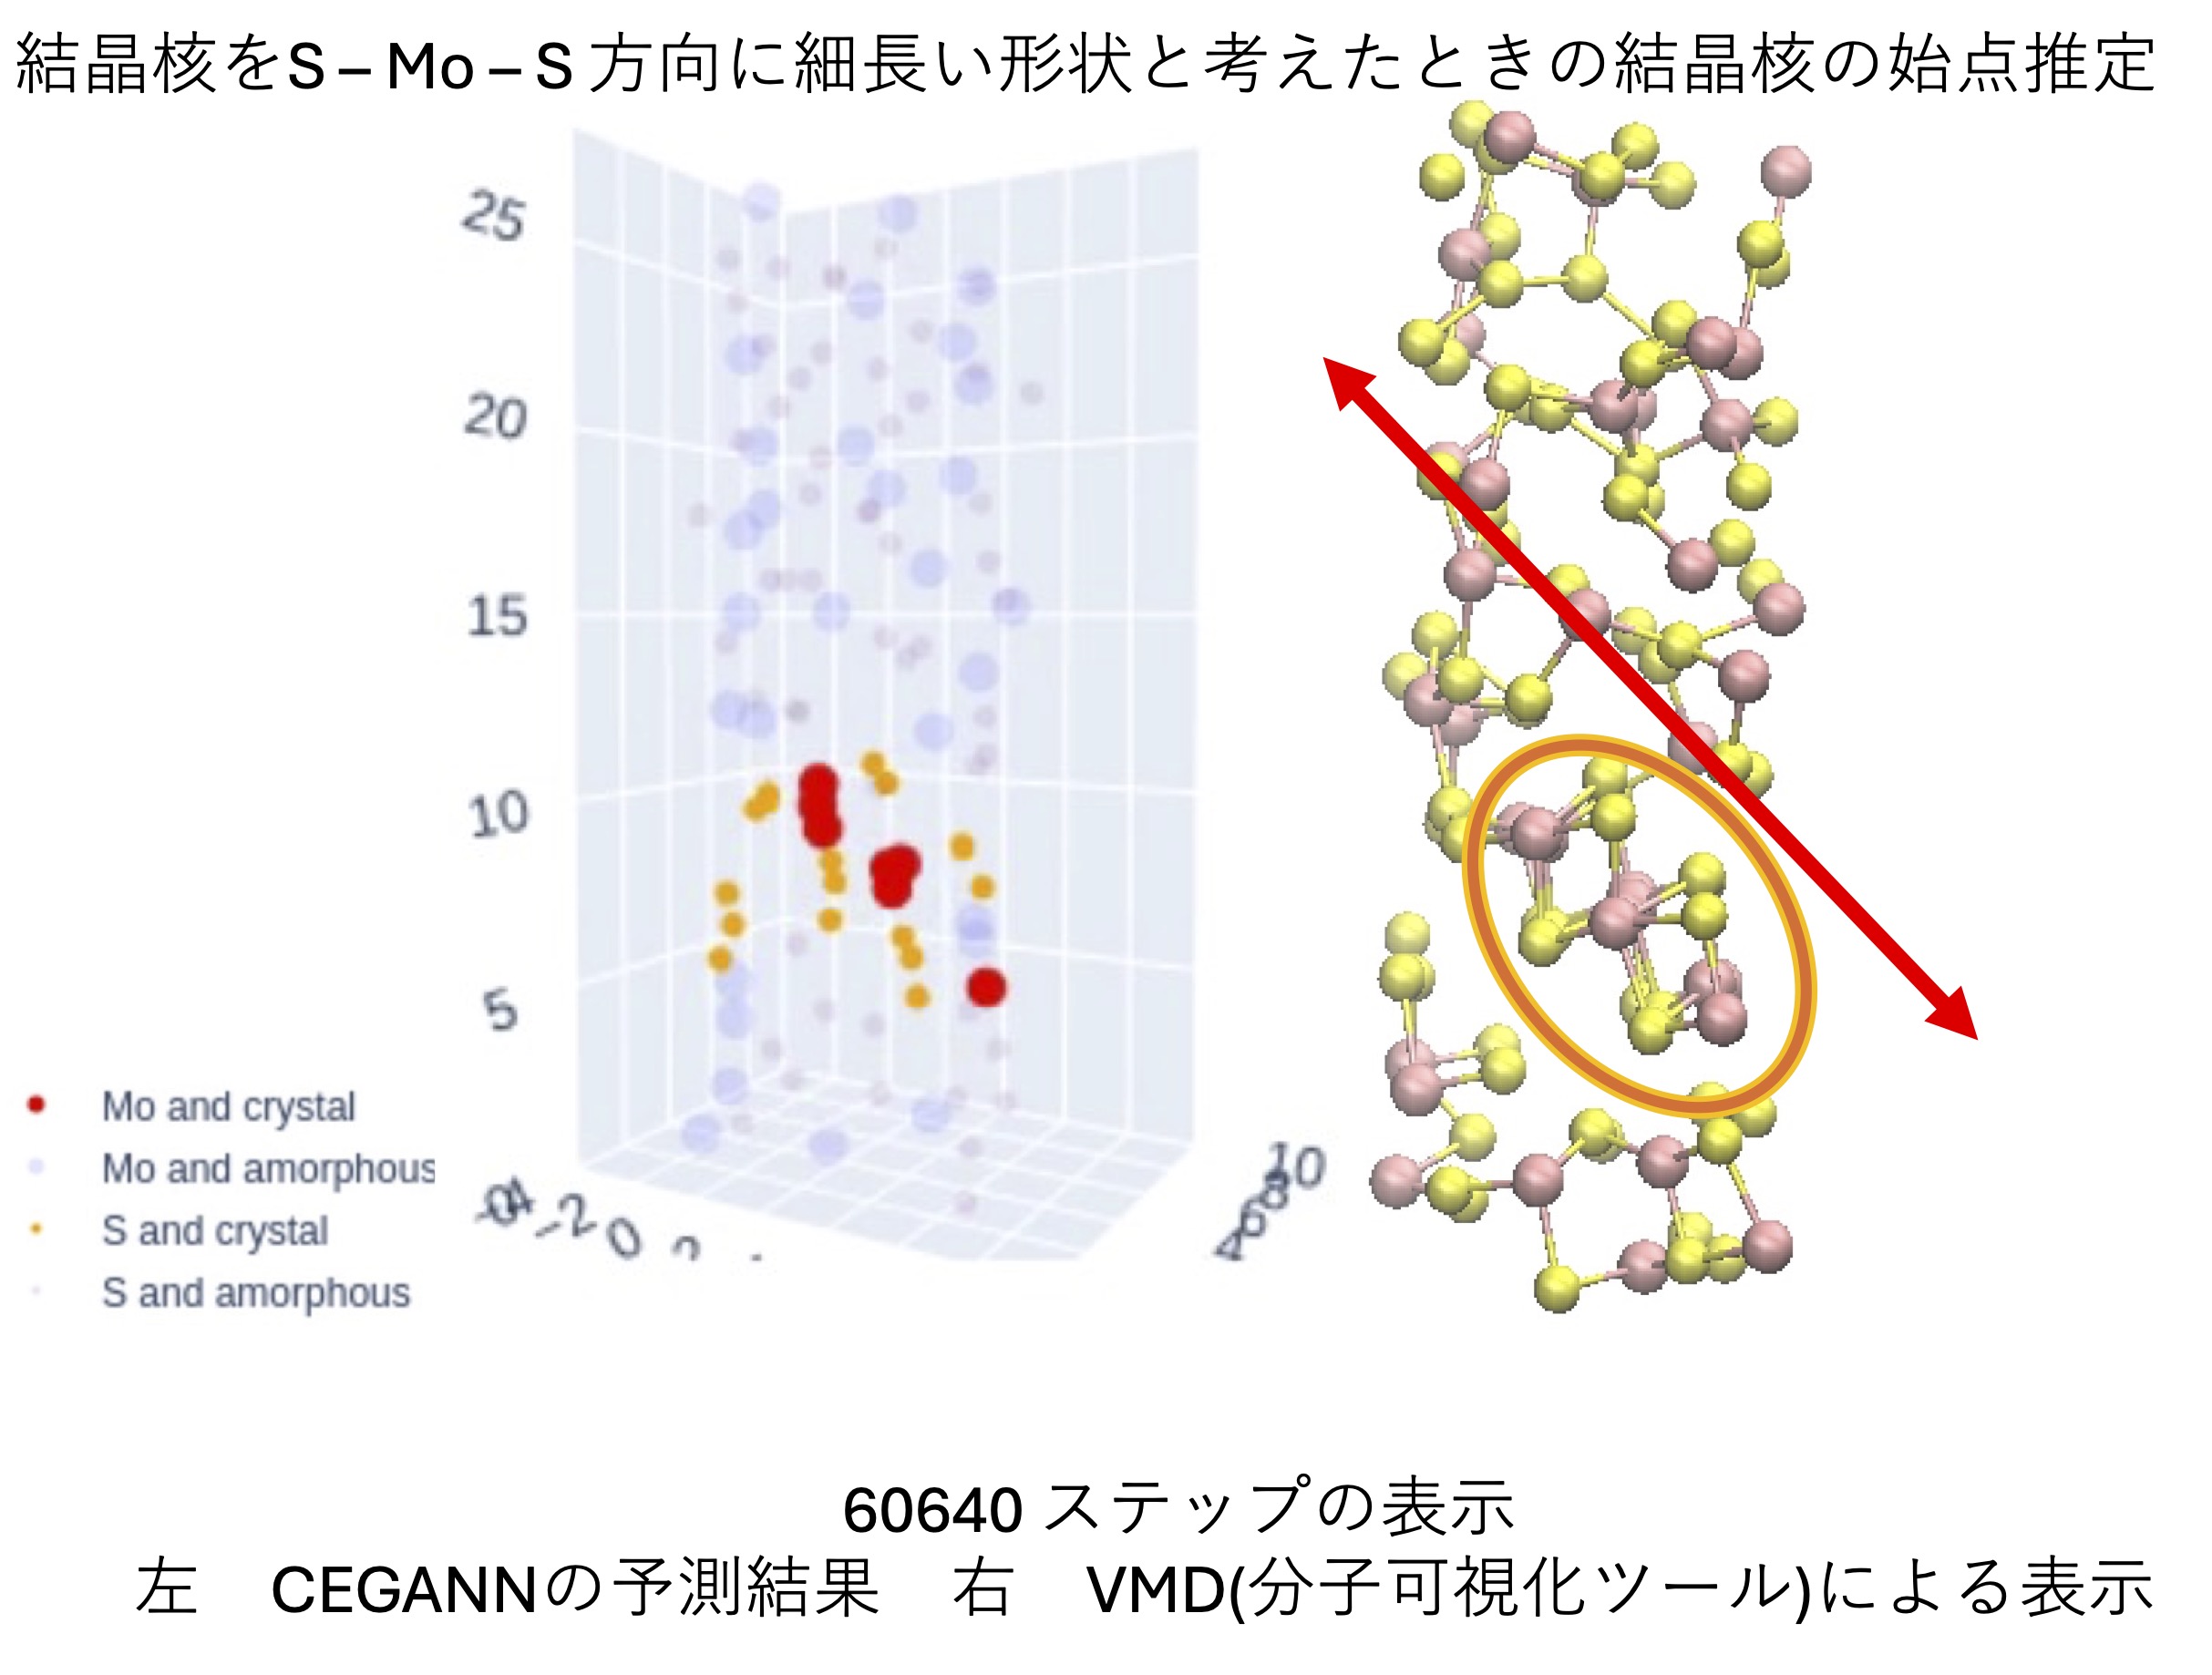 結晶核をS – Mo – S 方向に細長い形状と考えたときの結晶核の始点推定
25
20
15
10
5
Mo and crystal
Mo and amorphous
S and crystal
S and amorphous
-2
0
10
8
6
4
60640 ステップの表示
左 CEGANNの予測結果 右 VMD(分子可視化ツール)による表示